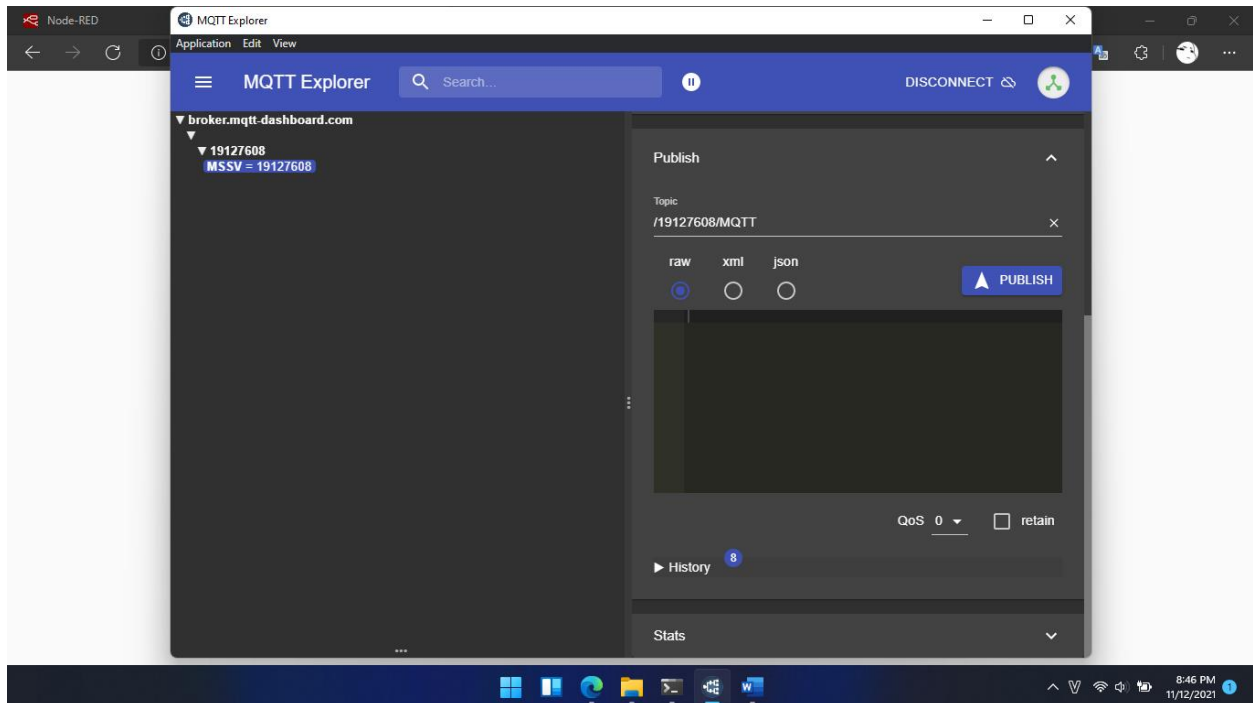 Node-RED
MQTT Explorer
Application Edit View
MQTT Explorer
Search...
DISCONNECT
▼ broker.mqtt-dashboard.com
▼
▼ 19127608
MSSV = 19127608
Publish
Topic
/19127608/MQTT
raw xml json
PUBLISH
QoS 0 retain
▶ History 8
Stats
8:46 PM
11/12/2021
1